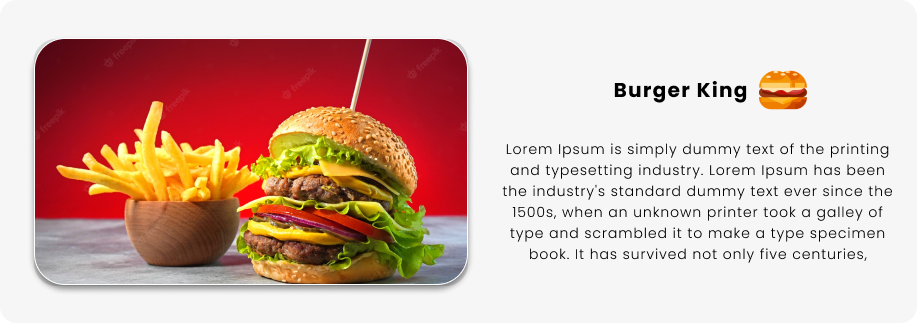 Burger King
Lorem Ipsum is simply dummy text of the printing
and typesetting industry. Lorem Ipsum has been
the industry's standard dummy text ever since the
1500s, when an unknown printer took a galley of
type and scrambled it to make a type specimen
book. It has survived not only five centuries,